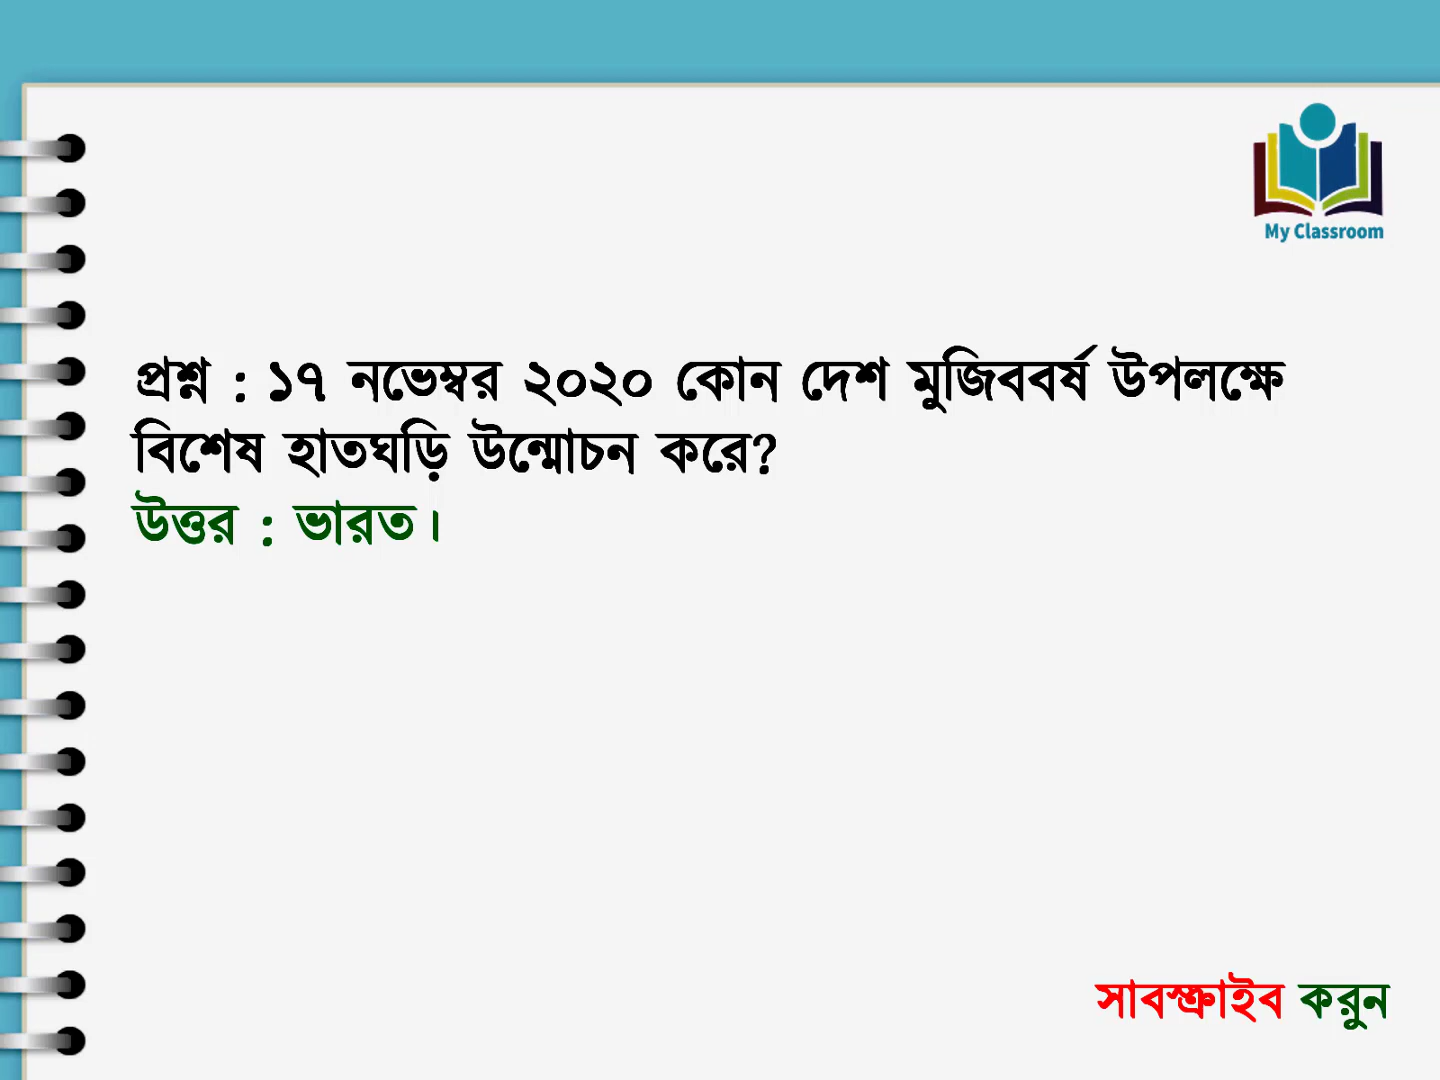 My Classroom
প্রশ্ন : ১৭ নভেম্বর ২০২০ কোন দেশ মুজিববর্ষ উপলক্ষে
বিশেষ হাতঘড়ি উন্মোচন করে?
উত্তর : ভারত।
সাবস্ক্রাইব করুন